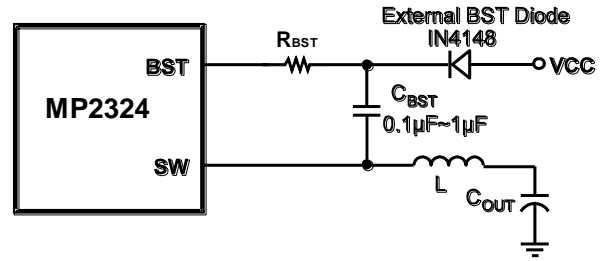 External BST Diode
IN4148
RBST
BST
VCC
MP2324
CBST
0.1μF~1μF
SW
L
COUT